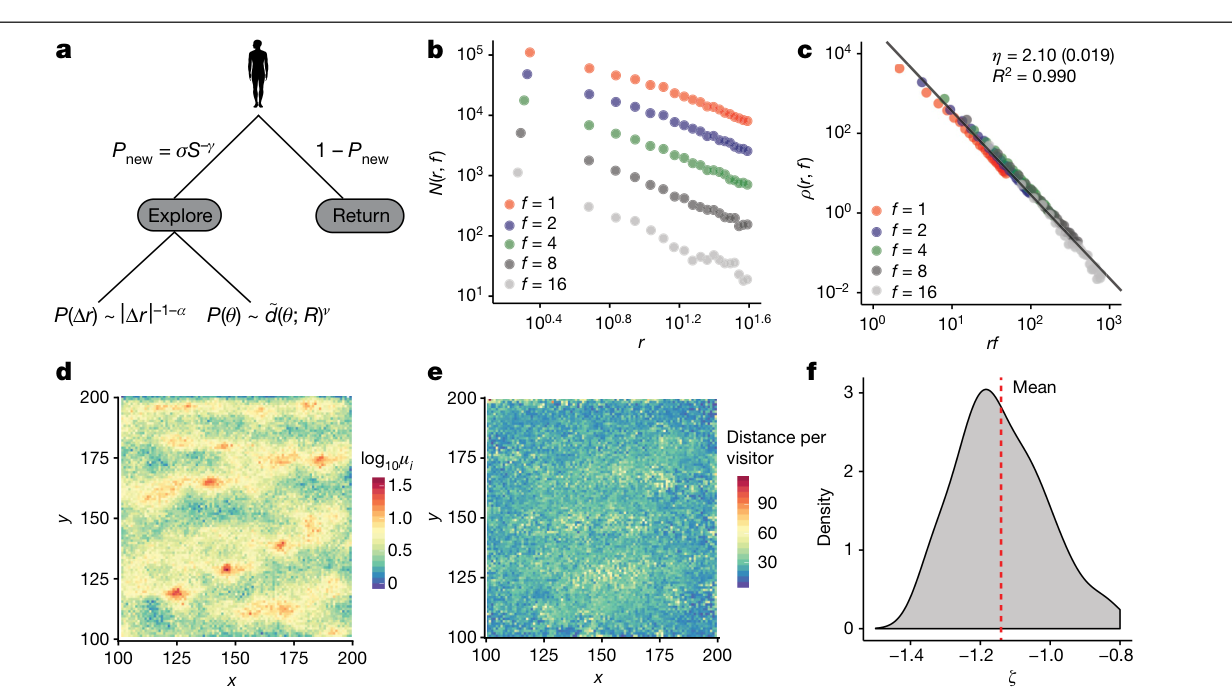 a
P_new = σS^−γ
1 − P_new
Explore
Return
P(Δr) ~ |Δr|^−1−α
P(θ) ~ d̃(θ; R)^ν
b
N(r, f)
10^5
10^4
10^3
10^2
10^1
f = 1
f = 2
f = 4
f = 8
f = 16
10^0.4
10^0.8
10^1.2
10^1.6
r
c
ρ(r, f)
10^4
10^2
10^0
10^−2
η = 2.10 (0.019)
R² = 0.990
f = 1
f = 2
f = 4
f = 8
f = 16
10^0
10^1
10^2
10^3
rf
d
y
200
175
150
125
100
100
125
150
175
200
x
log₁₀μ_i
1.5
1.0
0.5
0
e
y
200
175
150
125
100
100
125
150
175
200
x
Distance per
visitor
90
60
30
f
Density
3
2
1
0
Mean
−1.4
−1.2
−1.0
−0.8
ζ